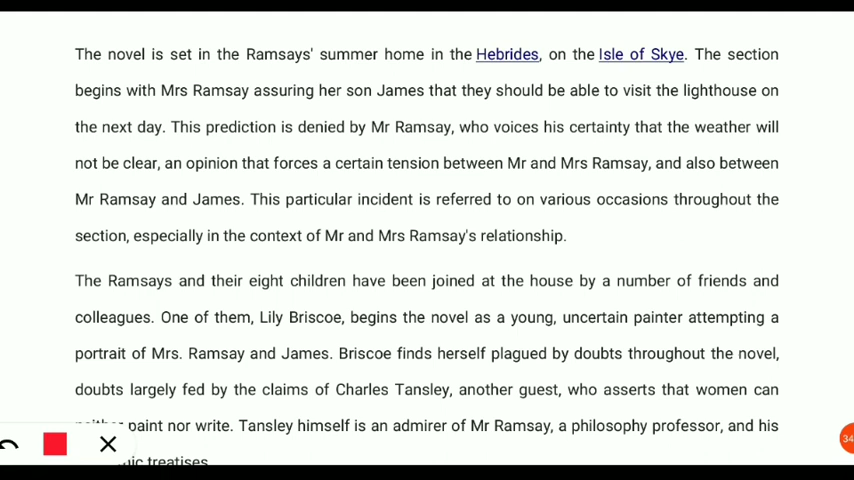 The novel is set in the Ramsays' summer home in the Hebrides, on the Isle of Skye. The section
begins with Mrs Ramsay assuring her son James that they should be able to visit the lighthouse on
the next day. This prediction is denied by Mr Ramsay, who voices his certainty that the weather will
not be clear, an opinion that forces a certain tension between Mr and Mrs Ramsay, and also between
Mr Ramsay and James. This particular incident is referred to on various occasions throughout the
section, especially in the context of Mr and Mrs Ramsay's relationship.
The Ramsays and their eight children have been joined at the house by a number of friends and
colleagues. One of them, Lily Briscoe, begins the novel as a young, uncertain painter attempting a
portrait of Mrs. Ramsay and James. Briscoe finds herself plagued by doubts throughout the novel,
doubts largely fed by the claims of Charles Tansley, another guest, who asserts that women can
neither paint nor write. Tansley himself is an admirer of Mr Ramsay, a philosophy professor, and his
treatises.
34